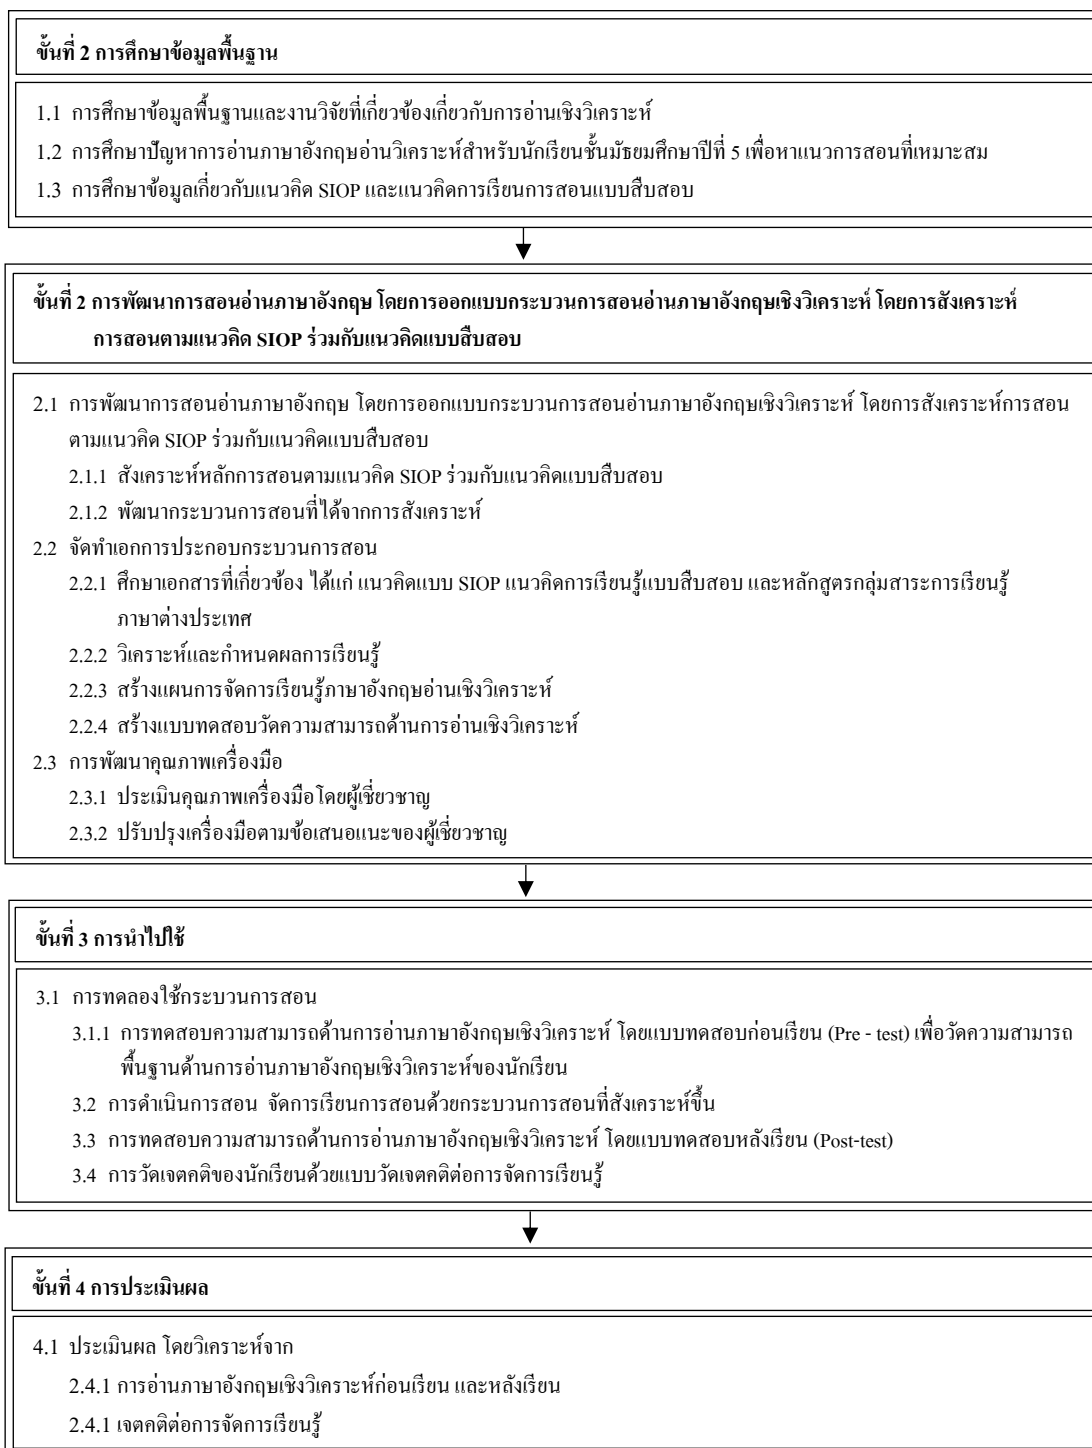 ขั้นที่ 2 การศึกษาข้อมูลพื้นฐาน
1.1 การศึกษาข้อมูลพื้นฐานและงานวิจัยที่เกี่ยวข้องเกี่ยวกับการอ่านเชิงวิเคราะห์
1.2 การศึกษาปัญหาการอ่านภาษาอังกฤษอ่านวิเคราะห์สำหรับนักเรียนชั้นมัธยมศึกษาปีที่ 5 เพื่อหาแนวการสอนที่เหมาะสม
1.3 การศึกษาข้อมูลเกี่ยวกับแนวคิด SIOP และแนวคิดการเรียนการสอนแบบสืบสอบ
ขั้นที่ 2 การพัฒนาการสอนอ่านภาษาอังกฤษ โดยการออกแบบกระบวนการสอนอ่านภาษาอังกฤษเชิงวิเคราะห์ โดยการสังเคราะห์
การสอนตามแนวคิด SIOP ร่วมกับแนวคิดแบบสืบสอบ
2.1 การพัฒนาการสอนอ่านภาษาอังกฤษ โดยการออกแบบกระบวนการสอนอ่านภาษาอังกฤษเชิงวิเคราะห์ โดยการสังเคราะห์การสอน
ตามแนวคิด SIOP ร่วมกับแนวคิดแบบสืบสอบ
2.1.1 สังเคราะห์หลักการสอนตามแนวคิด SIOP ร่วมกับแนวคิดแบบสืบสอบ
2.1.2 พัฒนากระบวนการสอนที่ได้จากการสังเคราะห์
2.2 จัดทำเอกการประกอบกระบวนการสอน
2.2.1 ศึกษาเอกสารที่เกี่ยวข้อง ได้แก่ แนวคิดแบบ SIOP แนวคิดการเรียนรู้แบบสืบสอบ และหลักสูตรกลุ่มสาระการเรียนรู้
ภาษาต่างประเทศ
2.2.2 วิเคราะห์และกำหนดผลการเรียนรู้
2.2.3 สร้างแผนการจัดการเรียนรู้ภาษาอังกฤษอ่านเชิงวิเคราะห์
2.2.4 สร้างแบบทดสอบวัดความสามารถด้านการอ่านเชิงวิเคราะห์
2.3 การพัฒนาคุณภาพเครื่องมือ
2.3.1 ประเมินคุณภาพเครื่องมือโดยผู้เชี่ยวชาญ
2.3.2 ปรับปรุงเครื่องมือตามข้อเสนอแนะของผู้เชี่ยวชาญ
ขั้นที่ 3 การนำไปใช้
3.1 การทดลองใช้กระบวนการสอน
3.1.1 การทดสอบความสามารถด้านการอ่านภาษาอังกฤษเชิงวิเคราะห์ โดยแบบทดสอบก่อนเรียน (Pre - test) เพื่อวัดความสามารถ
พื้นฐานด้านการอ่านภาษาอังกฤษเชิงวิเคราะห์ของนักเรียน
3.2 การดำเนินการสอน จัดการเรียนการสอนด้วยกระบวนการสอนที่สังเคราะห์ขึ้น
3.3 การทดสอบความสามารถด้านการอ่านภาษาอังกฤษเชิงวิเคราะห์ โดยแบบทดสอบหลังเรียน (Post-test)
3.4 การวัดเจตคติของนักเรียนด้วยแบบวัดเจตคติต่อการจัดการเรียนรู้
ขั้นที่ 4 การประเมินผล
4.1 ประเมินผล โดยวิเคราะห์จาก
2.4.1 การอ่านภาษาอังกฤษเชิงวิเคราะห์ก่อนเรียน และหลังเรียน
2.4.1 เจตคติต่อการจัดการเรียนรู้